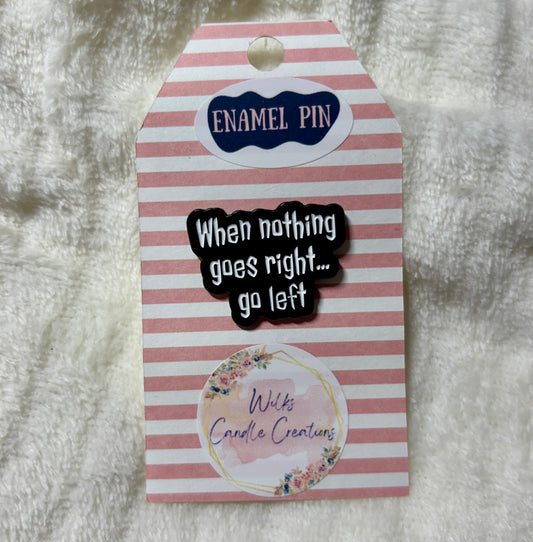 ENAMEL PIN
When nothing
goes right...
go left
Wilks
Candle Creations